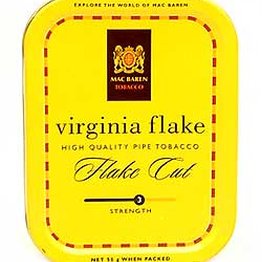 EXPLORE THE WORLD OF MAC BAREN
MAC BAREN
TOBACCO
virginia flake
HIGH QUALITY PIPE TOBACCO
Flake Cut
3
STRENGTH
NET 55 g WHEN PACKED